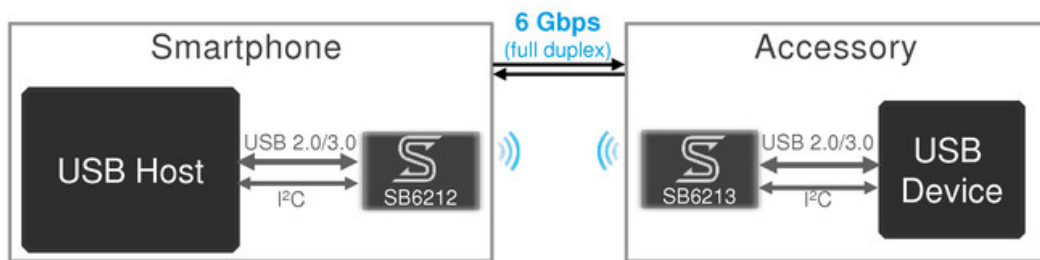 Smartphone
USB Host
USB 2.0/3.0
I²C
SB6212
6 Gbps
(full duplex)
Accessory
SB6213
USB 2.0/3.0
I²C
USB
Device